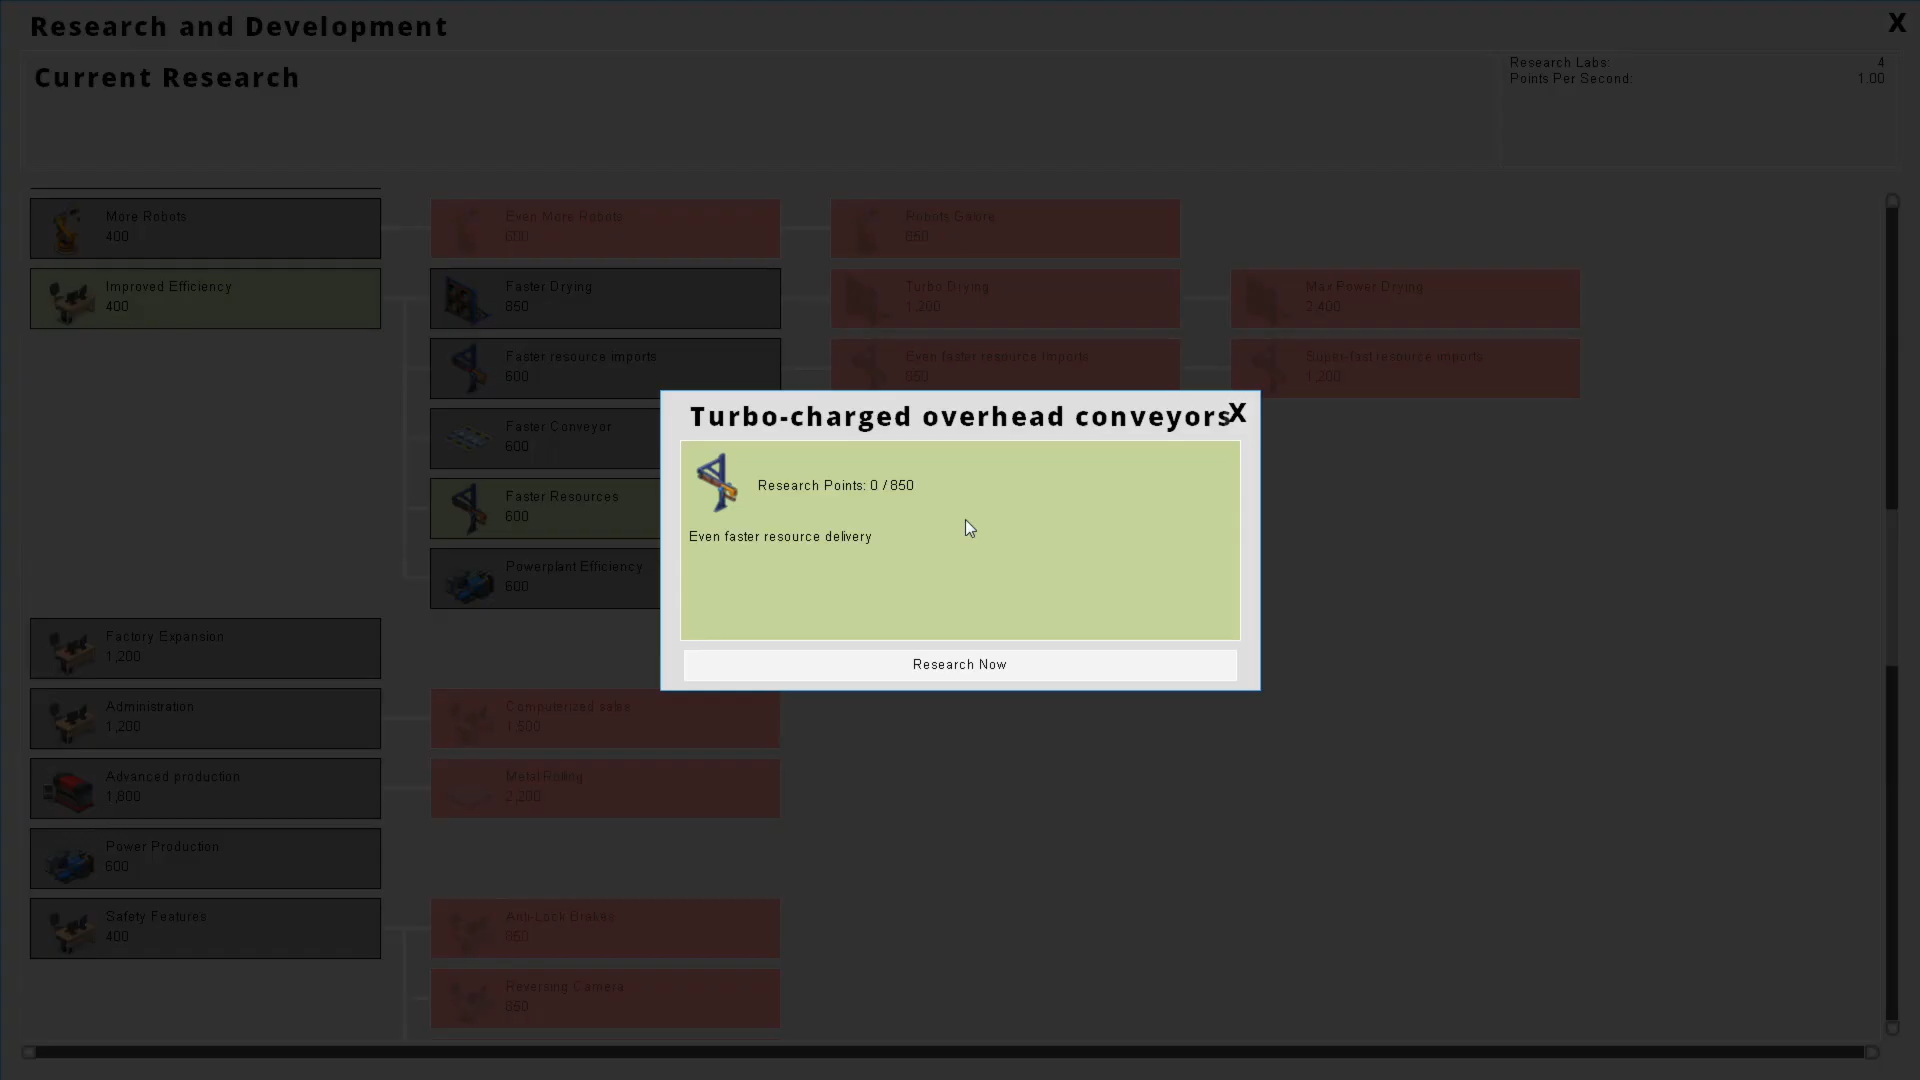 Research and Development
X
Current Research
Research Labs: 4
Points Per Second: 1.00
More Robots
400
Even More Robots
600
Robots Galore
850
Improved Efficiency
400
Faster Drying
850
Turbo Drying
1,200
Max Power Drying
2,400
Faster resource imports
600
Even faster resource imports
850
Super-fast resource imports
1,200
Faster Conveyor
600
Faster Resources
600
Powerplant Efficiency
600
Turbo-charged overhead conveyors
X
Research Points: 0 / 850
Even faster resource delivery
Research Now
Factory Expansion
1,200
Administration
1,200
Computerized sales
1,500
Advanced production
1,800
Metal Rolling
2,200
Power Production
600
Safety Features
400
Anti-Lock Brakes
850
Reversing Camera
850